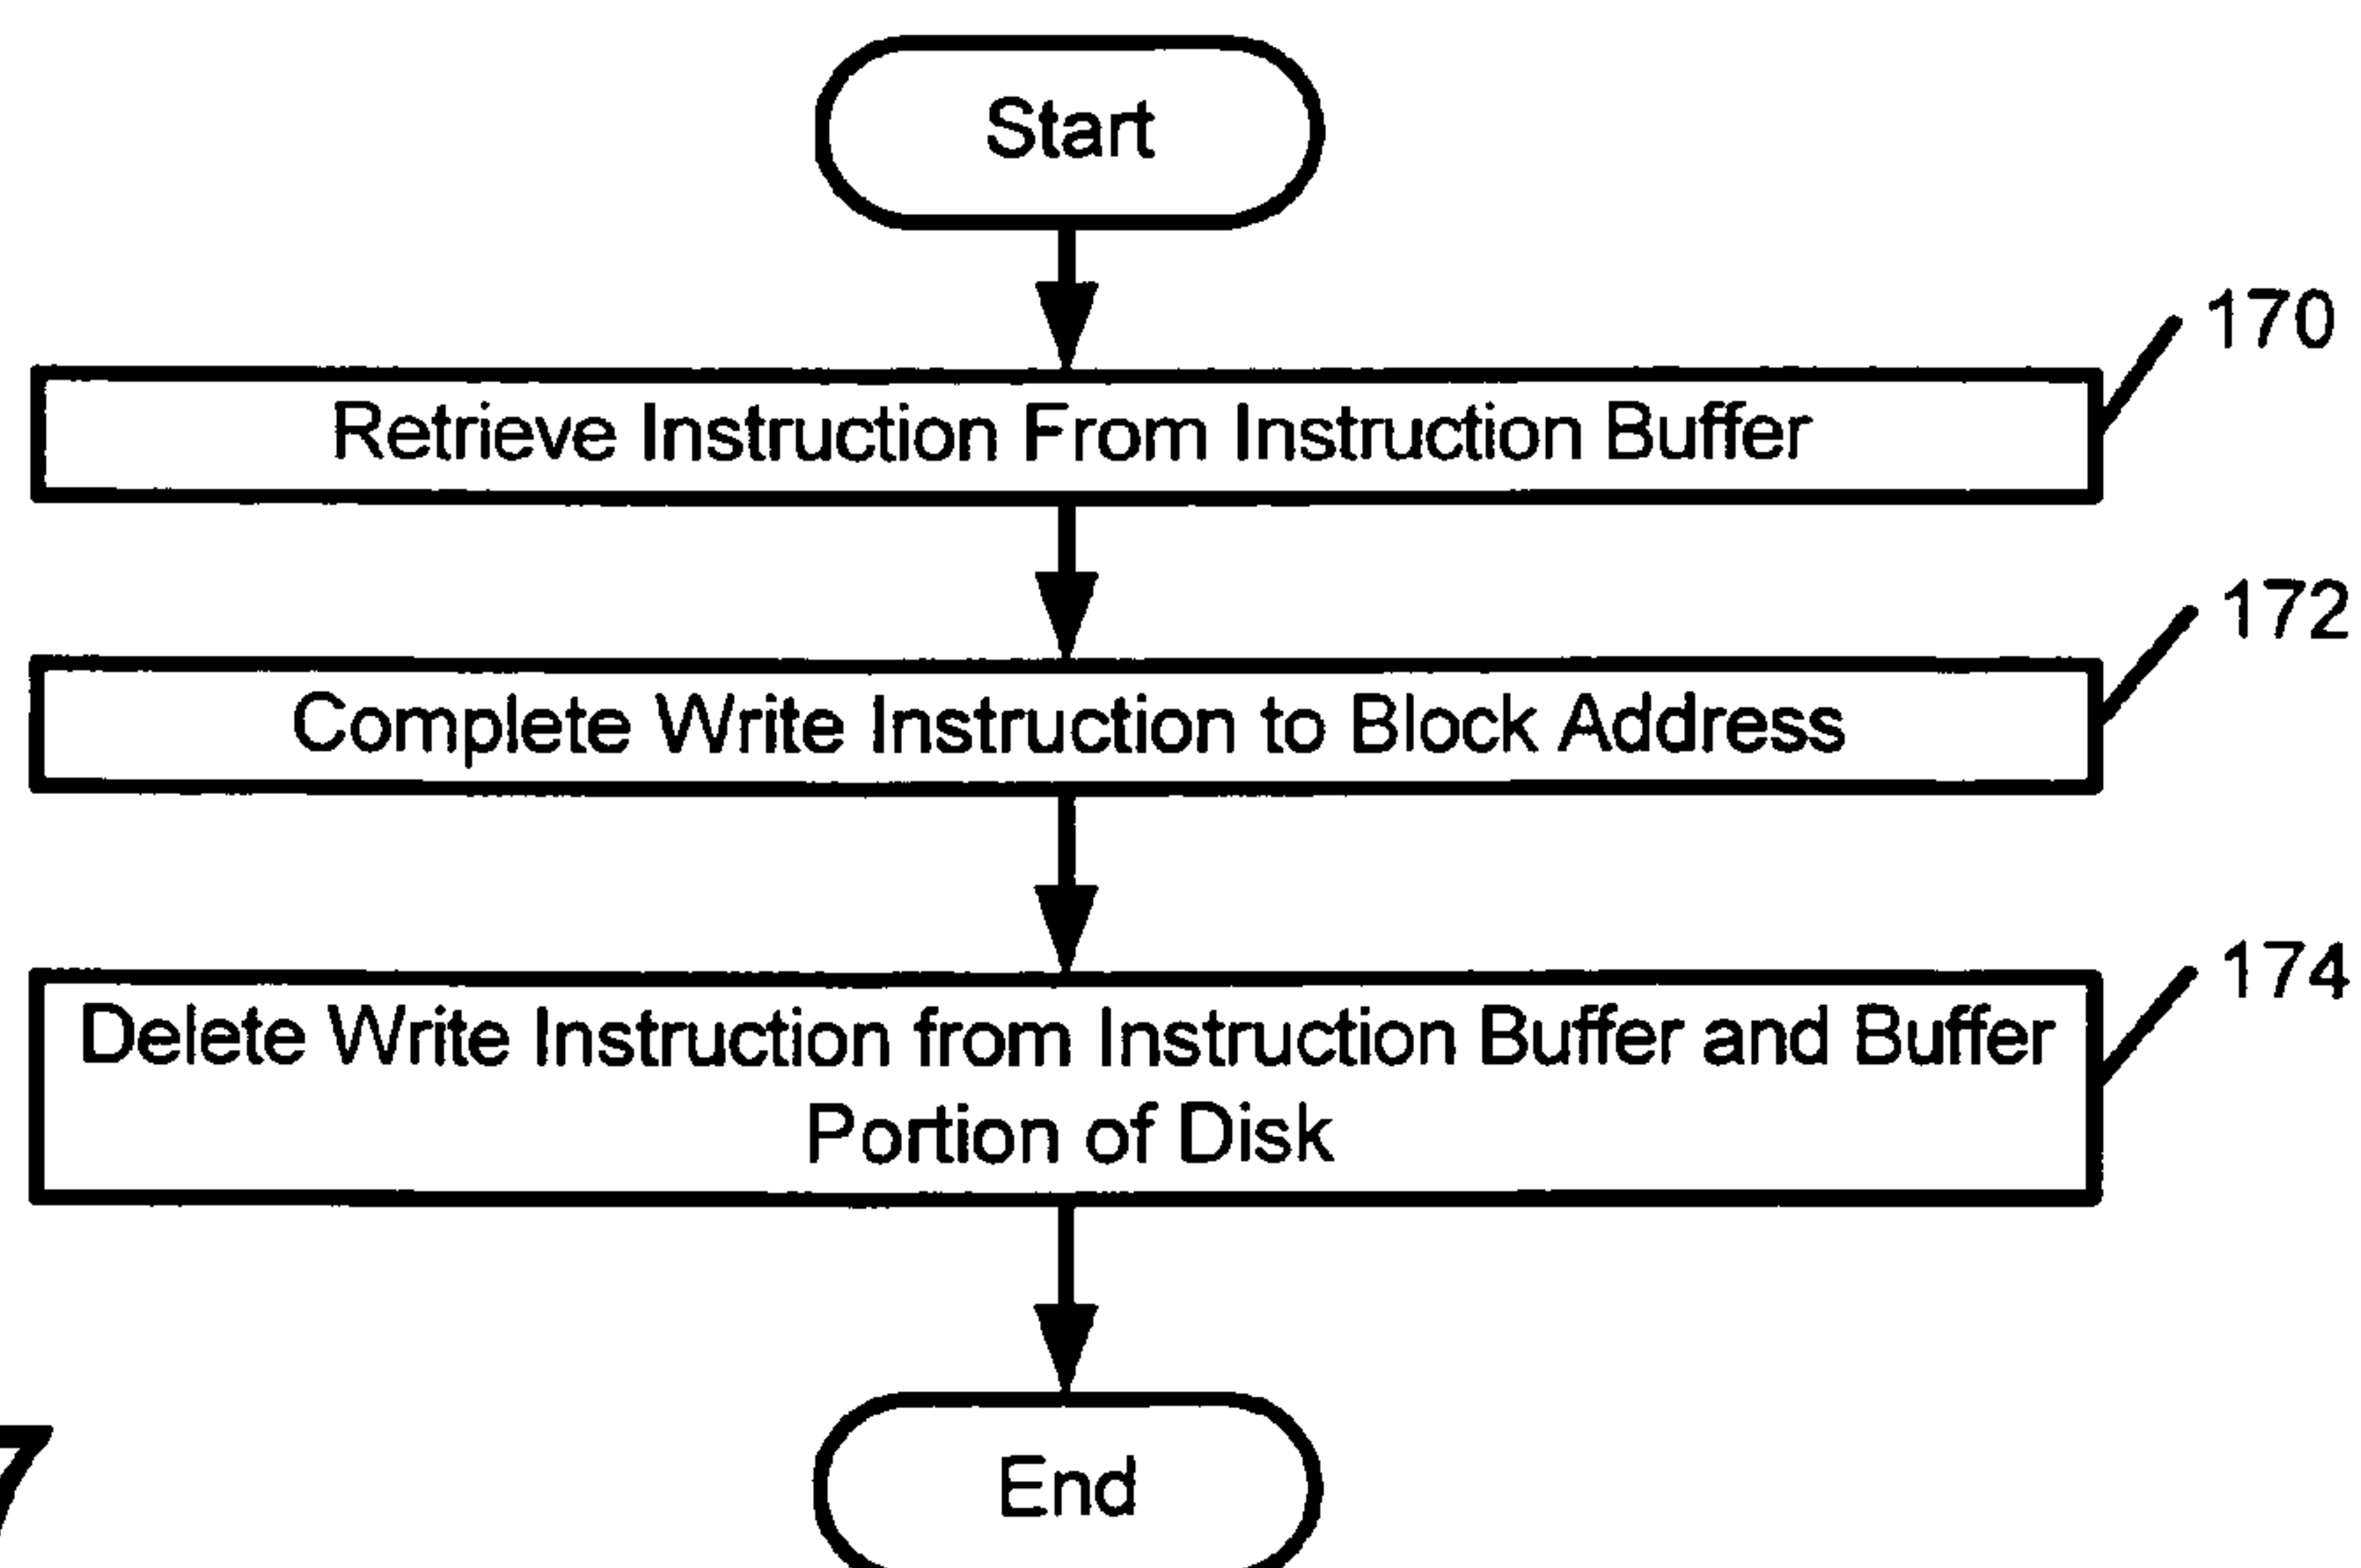 Start
170
Retrieve Instruction From Instruction Buffer
172
Complete Write Instruction to Block Address
174
Delete Write Instruction from Instruction Buffer and Buffer
Portion of Disk
End
7